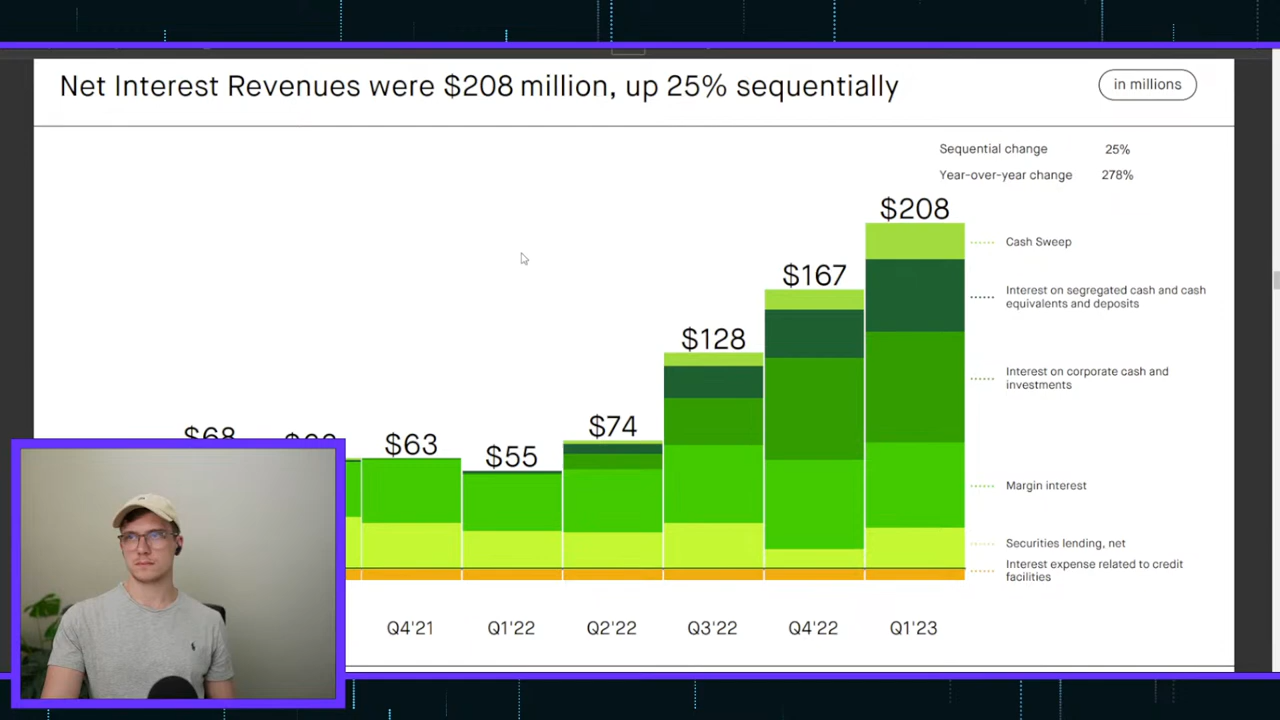 Net Interest Revenues were $208 million, up 25% sequentially
in millions
Sequential change 25%
Year-over-year change 278%
$68
$63
$55
$74
$128
$167
$208
Cash Sweep
Interest on segregated cash and cash
equivalents and deposits
Interest on corporate cash and
investments
Margin interest
Securities lending, net
Interest expense related to credit
facilities
Q4'21
Q1'22
Q2'22
Q3'22
Q4'22
Q1'23